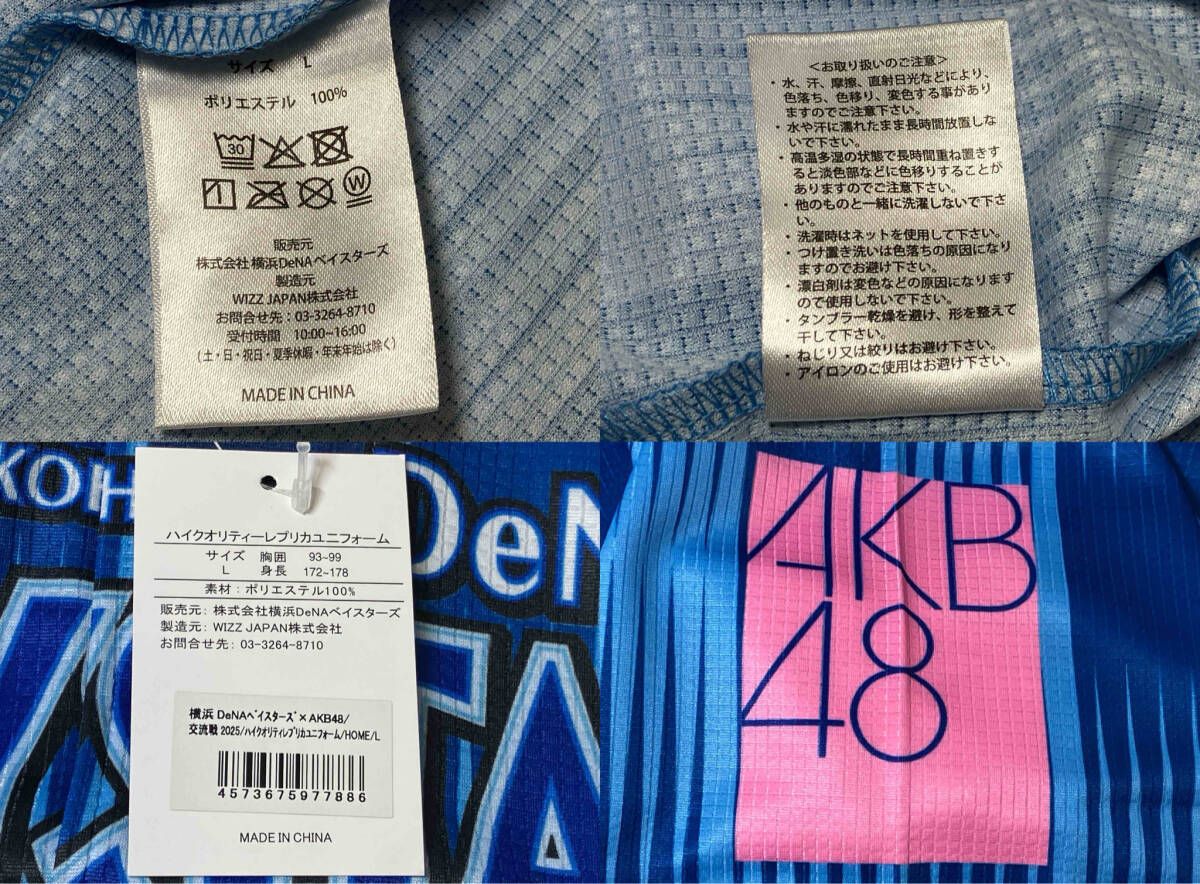 サイズ L
ポリエステル 100%
30
W
販売元
株式会社 横浜DeNAベイスターズ
製造元
WIZZ JAPAN株式会社
お問合せ先：03-3264-8710
受付時間 10:00~16:00
（土・日・祝日・夏季休暇・年末年始は除く）
MADE IN CHINA
<お取り扱いのご注意>
・水、汗、摩擦、直射日光などにより、
色落ち、色移り、変色する事があり
ますのでご注意下さい。
・水や汗に濡れたまま長時間放置しな
いで下さい。
・高温多湿の状態で長時間重ね置きす
ると淡色部などに色移りすることが
ありますのでご注意下さい。
・他のものと一緒に洗濯しないで下さ
い。
・洗濯時はネットを使用して下さい。
・つけ置き洗いは色落ちの原因になり
ますのでお避け下さい。
・漂白剤は変色などの原因になります
ので使用しないで下さい。
・タンブラー乾燥を避け、形を整えて
干して下さい。
・ねじり又は絞りはお避け下さい。
・アイロンのご使用はお避け下さい。
KOH
DeN
STA
ハイクオリティーレプリカユニフォーム
サイズ 胸囲 93~99
L 身長 172~178
素材：ポリエステル100%
販売元：株式会社横浜DeNAベイスターズ
製造元：WIZZ JAPAN株式会社
お問合せ先：03-3264-8710
横浜 DeNAベイスターズ × AKB48/
交流戦 2025/ハイクオリティレプリカユニフォーム/HOME/L
4573675977886
MADE IN CHINA
AKB
48